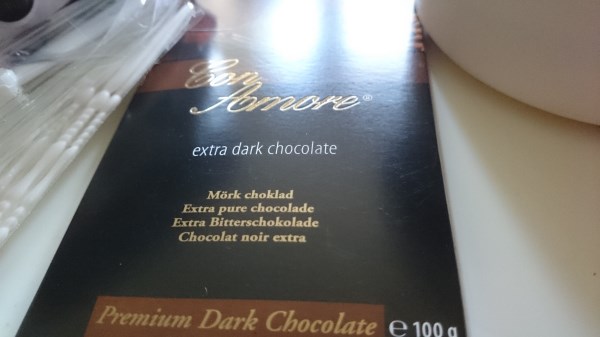 Con
Amore®
extra dark chocolate
Mörk choklad
Extra pure chocolade
Extra Bitterschokolade
Chocolat noir extra
Premium Dark Chocolate ℮ 100 g